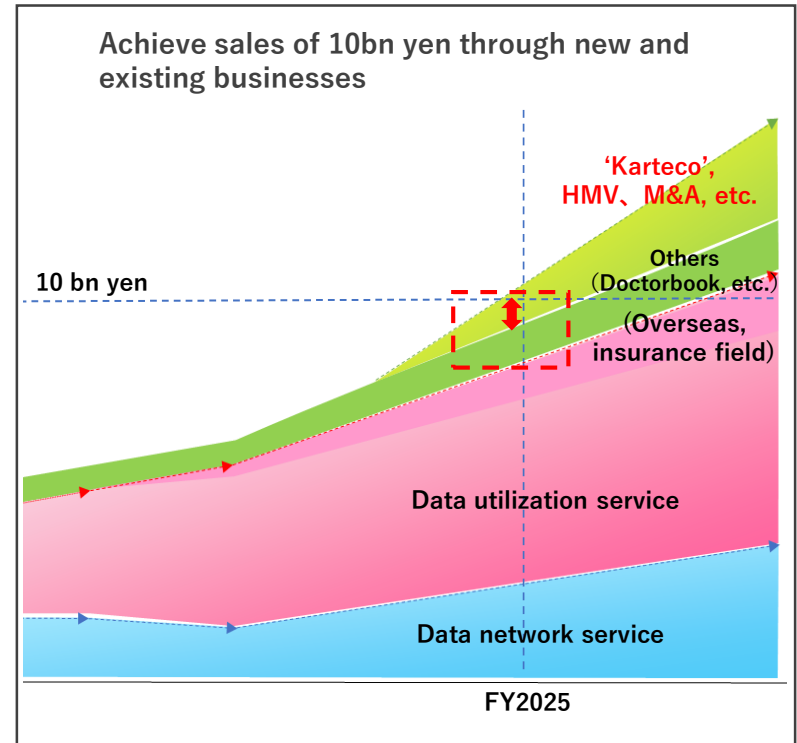 Achieve sales of 10bn yen through new and
existing businesses
‘Karteco’,
HMV、M&A, etc.
Others
（Doctorbook, etc.）
10 bn yen
(Overseas,
insurance field)
Data utilization service
Data network service
FY2025